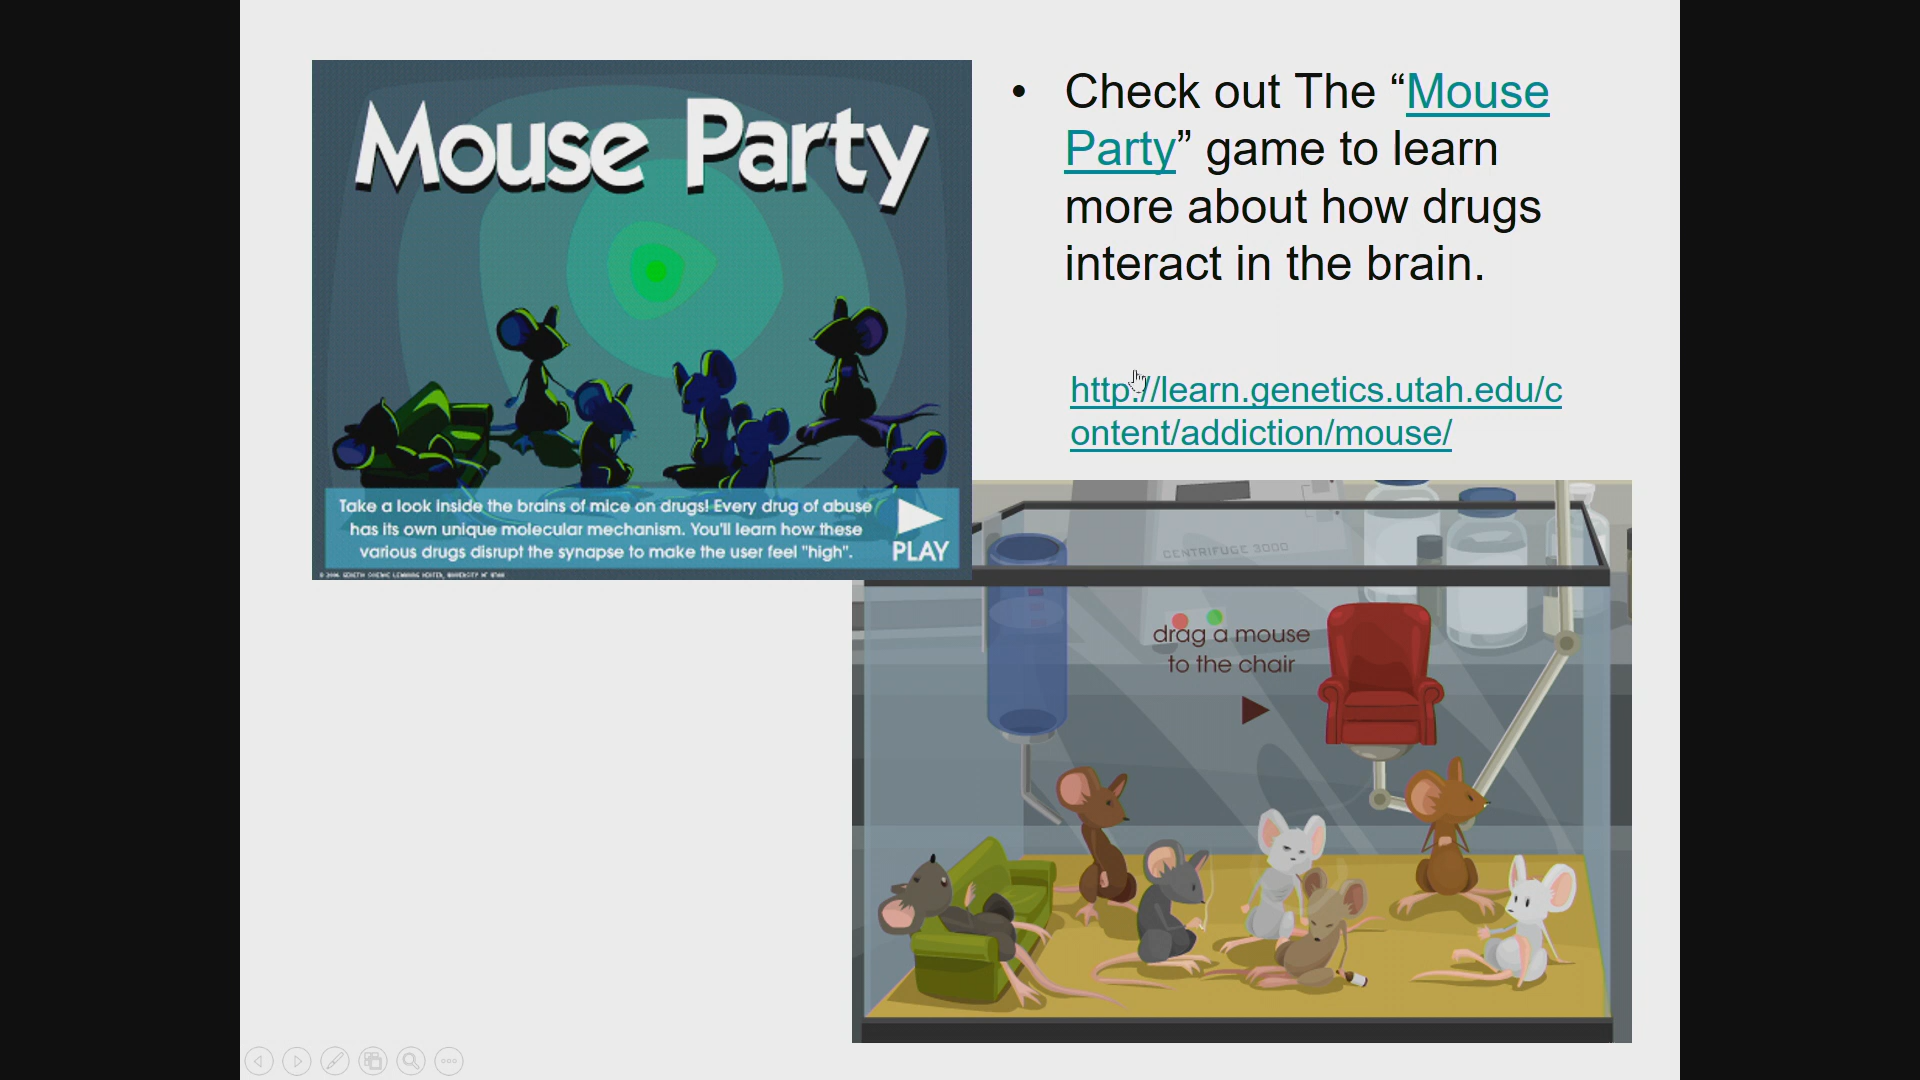 Mouse Party
Take a look inside the brains of mice on drugs! Every drug of abuse
has its own unique molecular mechanism. You'll learn how these
various drugs disrupt the synapse to make the user feel "high".
PLAY
• Check out The “Mouse
Party” game to learn
more about how drugs
interact in the brain.
http://learn.genetics.utah.edu/c
ontent/addiction/mouse/
CENTRIFUGE 3000
drag a mouse
to the chair